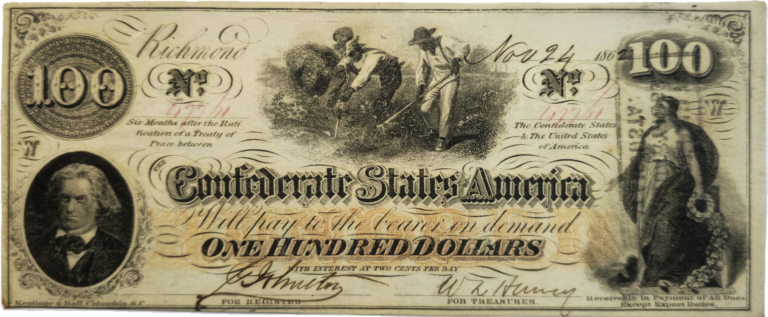 100
Richmond
Nov 24
186
100
No.
No.
Six Months after the Rati
fication of a Treaty of
Peace between
The Confederate States
& The United States
of America.
Confederate States America
Will pay to the bearer on demand
ONE HUNDRED DOLLARS
WITH INTEREST AT TWO CENTS PER DAY
FOR REGISTER
FOR TREASURER.
Keatinge & Ball Columbia S.C.
Receivable in Payment of All Dues
Except Export Duties.